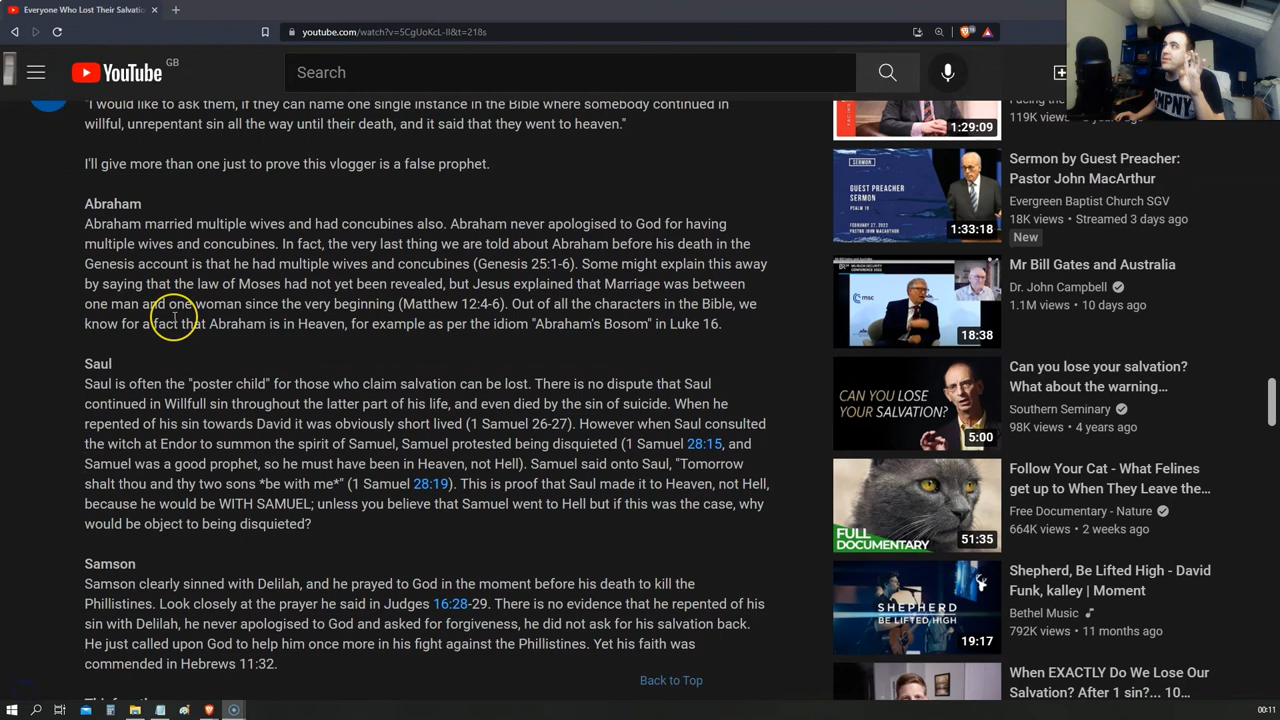 Everyone Who Lost Their Salvatio
youtube.com/watch?v=5CgUoKcL-lI&t=218s
YouTube GB
Search
"I would like to ask them, if they can name one single instance in the Bible where somebody continued in
willful, unrepentant sin all the way until their death, and it said that they went to heaven."
I'll give more than one just to prove this vlogger is a false prophet.
Abraham
Abraham married multiple wives and had concubines also. Abraham never apologised to God for having
multiple wives and concubines. In fact, the very last thing we are told about Abraham before his death in the
Genesis account is that he had multiple wives and concubines (Genesis 25:1-6). Some might explain this away
by saying that the law of Moses had not yet been revealed, but Jesus explained that Marriage was between
one man and one woman since the very beginning (Matthew 12:4-6). Out of all the characters in the Bible, we
know for a fact that Abraham is in Heaven, for example as per the idiom "Abraham's Bosom" in Luke 16.
Saul
Saul is often the "poster child" for those who claim salvation can be lost. There is no dispute that Saul
continued in Willfull sin throughout the latter part of his life, and even died by the sin of suicide. When he
repented of his sin towards David it was obviously short lived (1 Samuel 26-27). However when Saul consulted
the witch at Endor to summon the spirit of Samuel, Samuel protested being disquieted (1 Samuel 28:15, and
Samuel was a good prophet, so he must have been in Heaven, not Hell). Samuel said onto Saul, "Tomorrow
shalt thou and thy two sons *be with me*" (1 Samuel 28:19). This is proof that Saul made it to Heaven, not Hell,
because he would be WITH SAMUEL; unless you believe that Samuel went to Hell but if this was the case, why
would be object to being disquieted?
Samson
Samson clearly sinned with Delilah, and he prayed to God in the moment before his death to kill the
Phillistines. Look closely at the prayer he said in Judges 16:28-29. There is no evidence that he repented of his
sin with Delilah, he never apologised to God and asked for forgiveness, he did not ask for his salvation back.
He just called upon God to help him once more in his fight against the Phillistines. Yet his faith was
commended in Hebrews 11:32.
Back to Top
1:29:09
GUEST PREACHER
SERMON
1:33:18
Sermon by Guest Preacher:
Pastor John MacArthur
Evergreen Baptist Church SGV
18K views • Streamed 3 days ago
New
msc
18:38
Mr Bill Gates and Australia
Dr. John Campbell
1.1M views • 10 days ago
CAN YOU LOSE
YOUR SALVATION?
5:00
Can you lose your salvation?
What about the warning...
Southern Seminary
98K views • 4 years ago
FULL
DOCUMENTARY
51:35
Follow Your Cat - What Felines
get up to When They Leave the...
Free Documentary - Nature
664K views • 2 weeks ago
SHEPHERD
BE LIFTED HIGH
19:17
Shepherd, Be Lifted High - David
Funk, kalley | Moment
Bethel Music
792K views • 11 months ago
When EXACTLY Do We Lose Our
Salvation? After 1 sin?... 10...
00:11